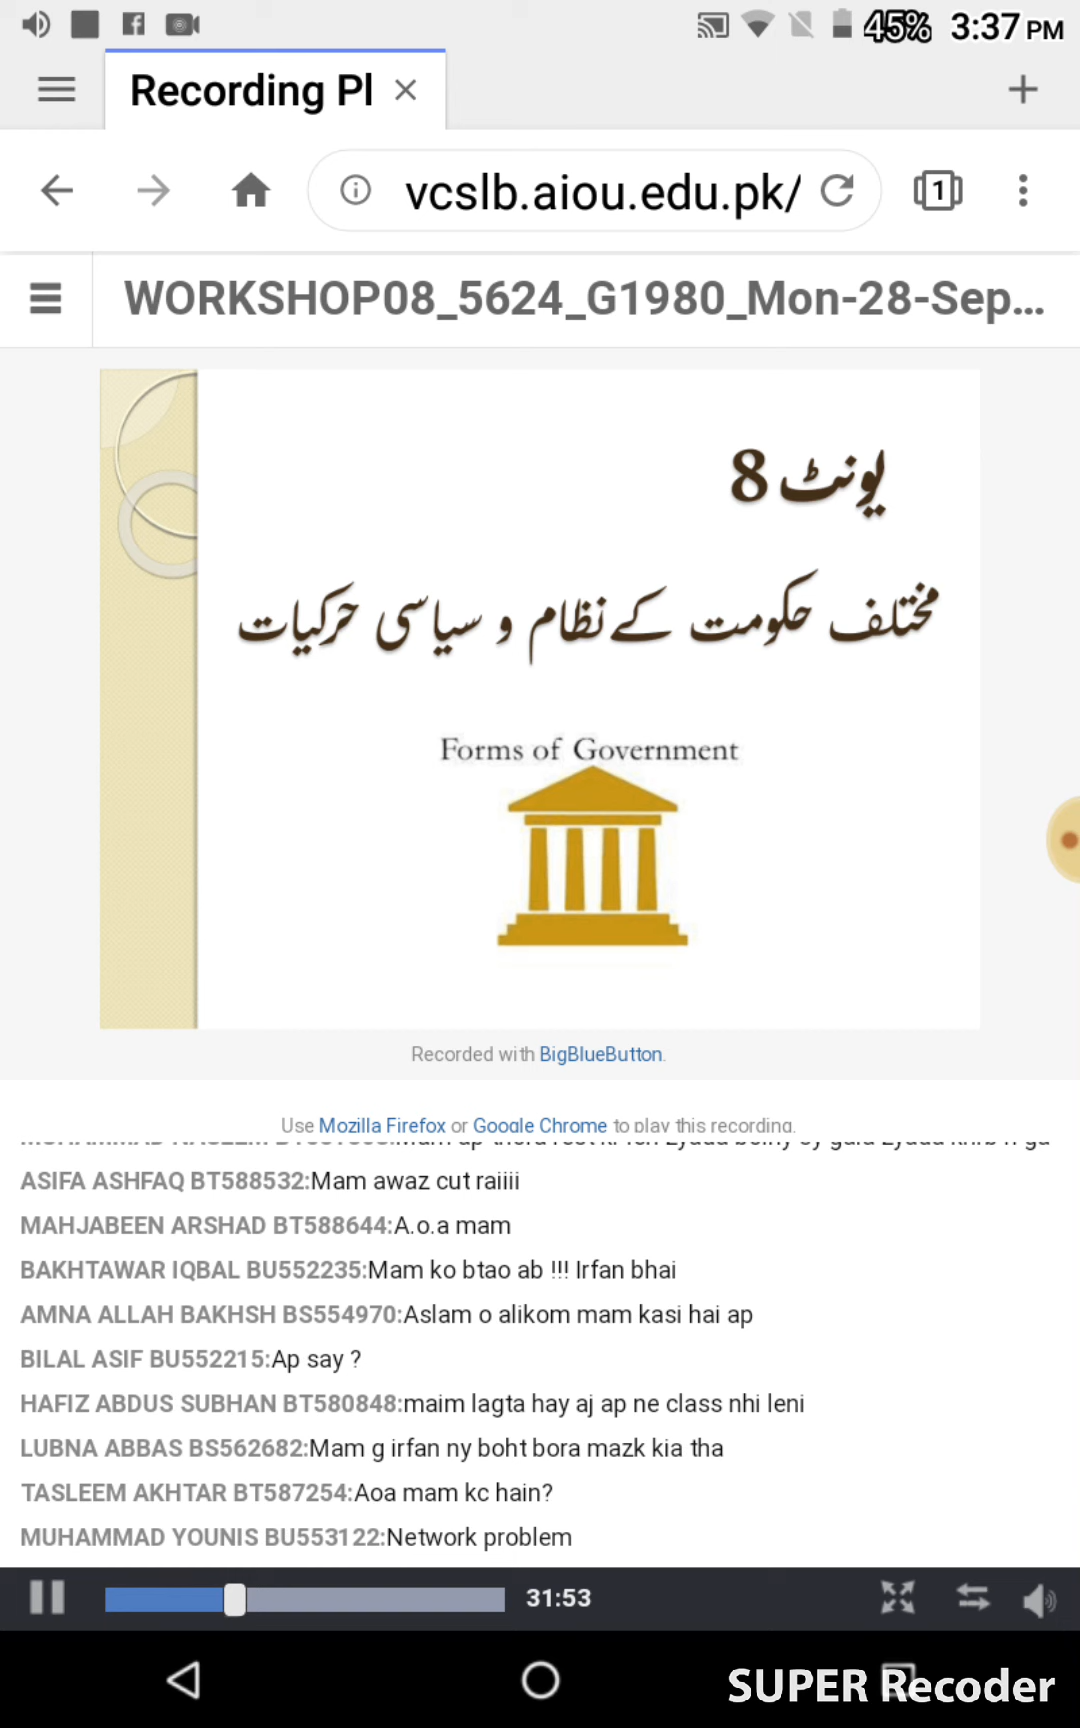 45% 3:37 PM
Recording Pl
vcslb.aiou.edu.pk/
1
WORKSHOP08_5624_G1980_Mon-28-Sep...
یونٹ 8
مختلف حکومت کے نظام و سیاسی حرکیات
Forms of Government
Recorded with BigBlueButton.
Use Mozilla Firefox or Google Chrome to play this recording.
ASIFA ASHFAQ BT588532:Mam awaz cut raiiii
MAHJABEEN ARSHAD BT588644:A.o.a mam
BAKHTAWAR IQBAL BU552235:Mam ko btao ab !!! Irfan bhai
AMNA ALLAH BAKHSH BS554970:Aslam o alikom mam kasi hai ap
BILAL ASIF BU552215:Ap say ?
HAFIZ ABDUS SUBHAN BT580848:maim lagta hay aj ap ne class nhi leni
LUBNA ABBAS BS562682:Mam g irfan ny boht bora mazk kia tha
TASLEEM AKHTAR BT587254:Aoa mam kc hain?
MUHAMMAD YOUNIS BU553122:Network problem
31:53
SUPER Recoder